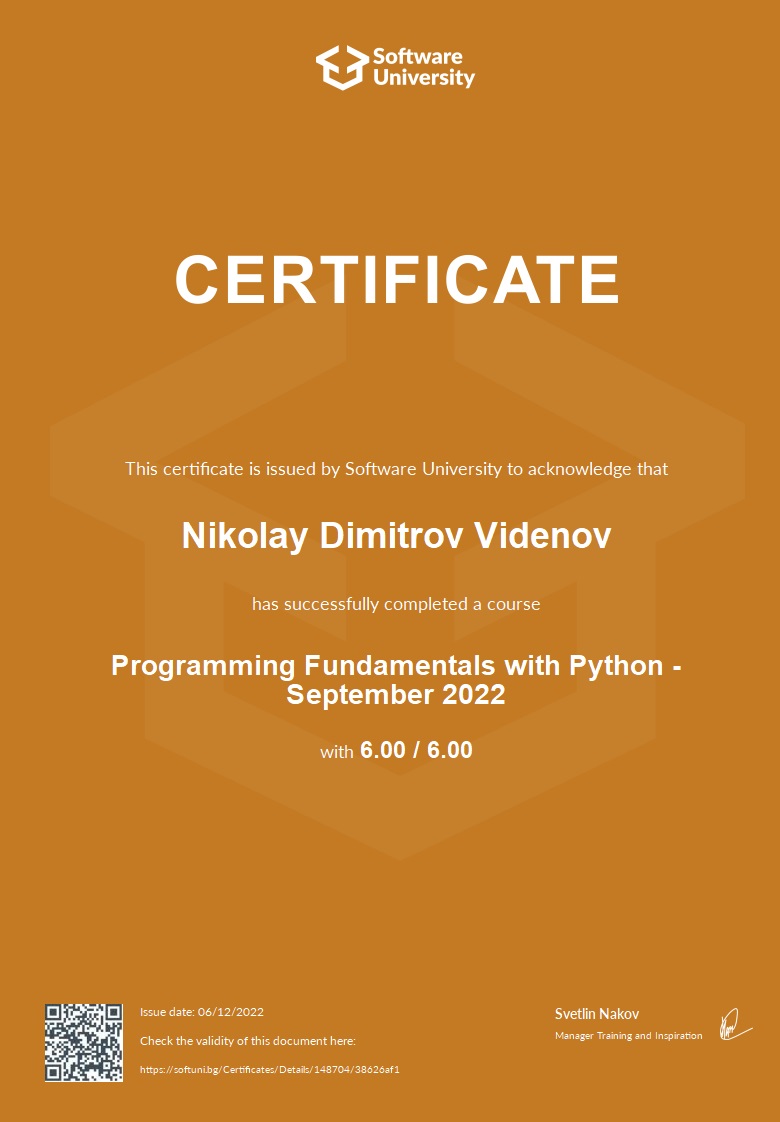 Software
University
CERTIFICATE
This certificate is issued by Software University to acknowledge that
Nikolay Dimitrov Videnov
has successfully completed a course
Programming Fundamentals with Python -
September 2022
with 6.00 / 6.00
Issue date: 06/12/2022
Check the validity of this document here:
https://softuni.bg/Certificates/Details/148704/38626af1
Svetlin Nakov
Manager Training and Inspiration